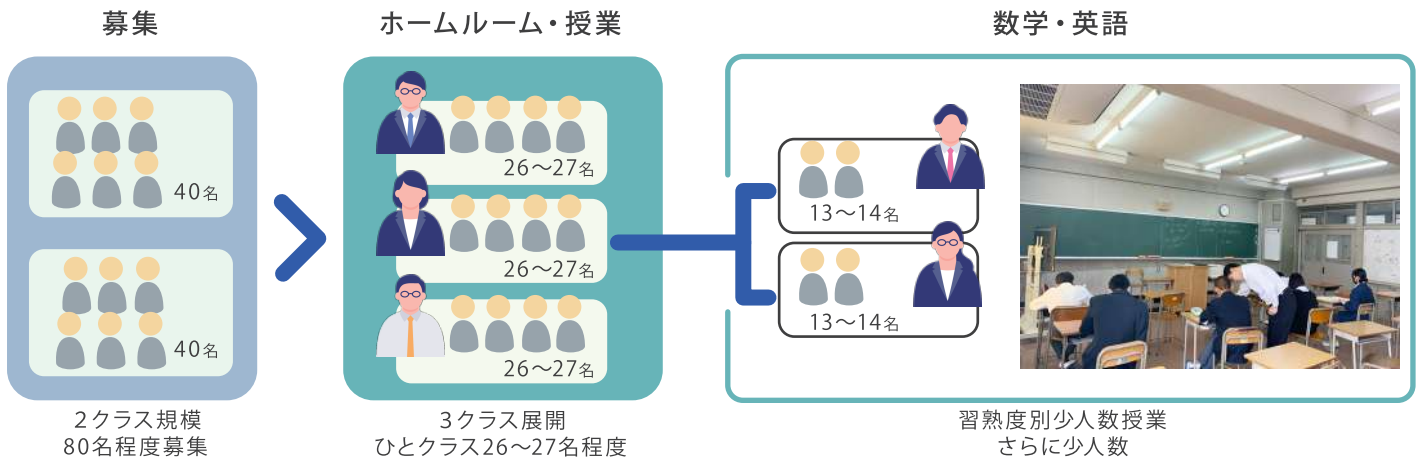 募集
40名
40名
2クラス規模
80名程度募集
ホームルーム・授業
26〜27名
26〜27名
26〜27名
3クラス展開
ひとクラス26〜27名程度
数学・英語
13〜14名
13〜14名
習熟度別少人数授業
さらに少人数